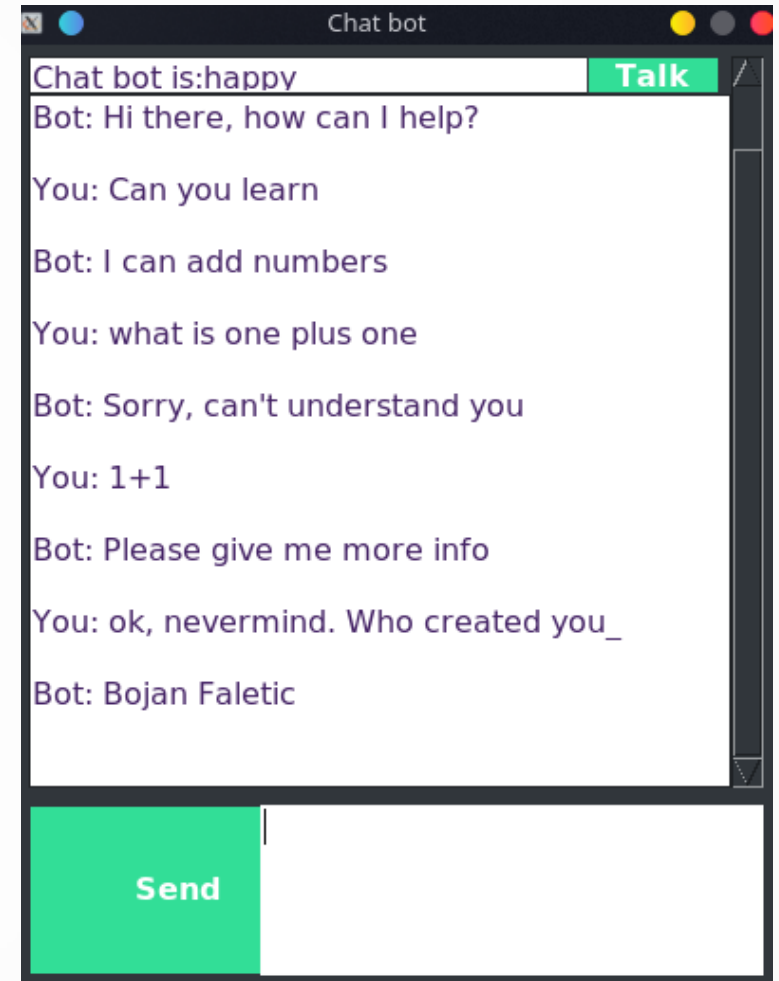 Chat bot
Chat bot is:happy
Talk
Bot: Hi there, how can I help?
You: Can you learn
Bot: I can add numbers
You: what is one plus one
Bot: Sorry, can't understand you
You: 1+1
Bot: Please give me more info
You: ok, nevermind. Who created you_
Bot: Bojan Faletic
Send